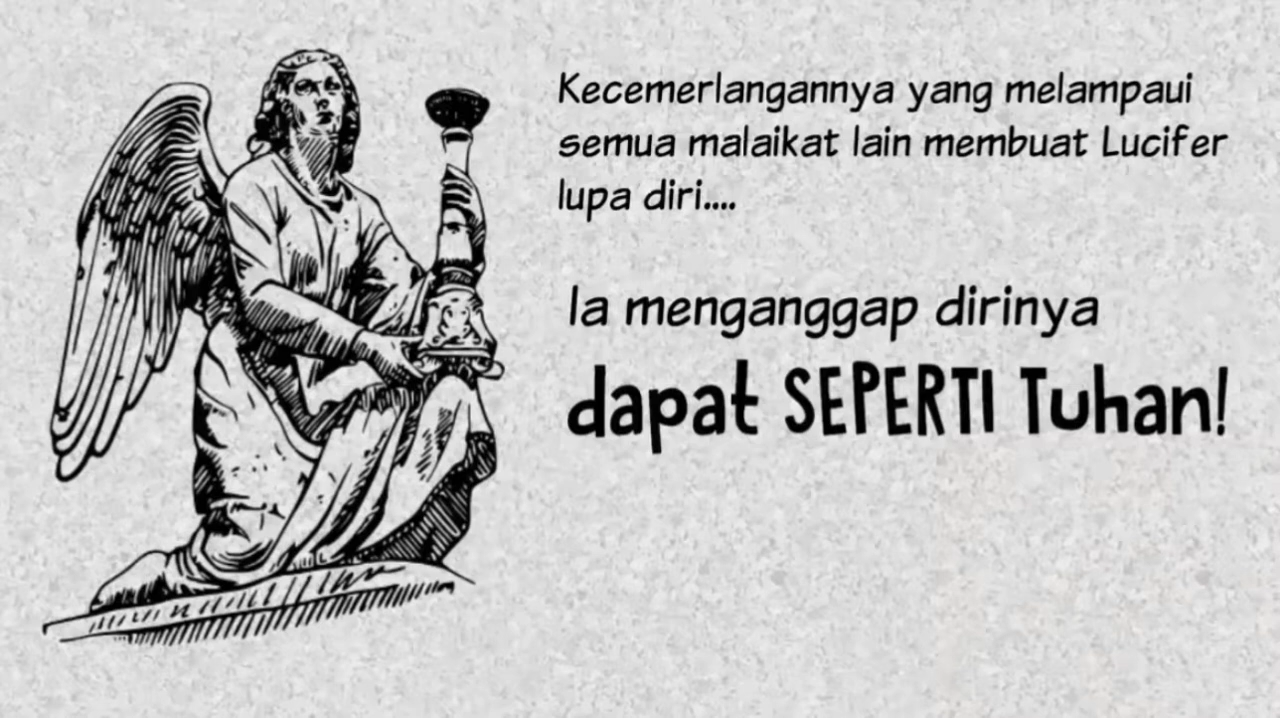 Kecemerlangannya yang melampaui
semua malaikat lain membuat Lucifer
lupa diri....
Ia menganggap dirinya
dapat SEPERTI Tuhan!